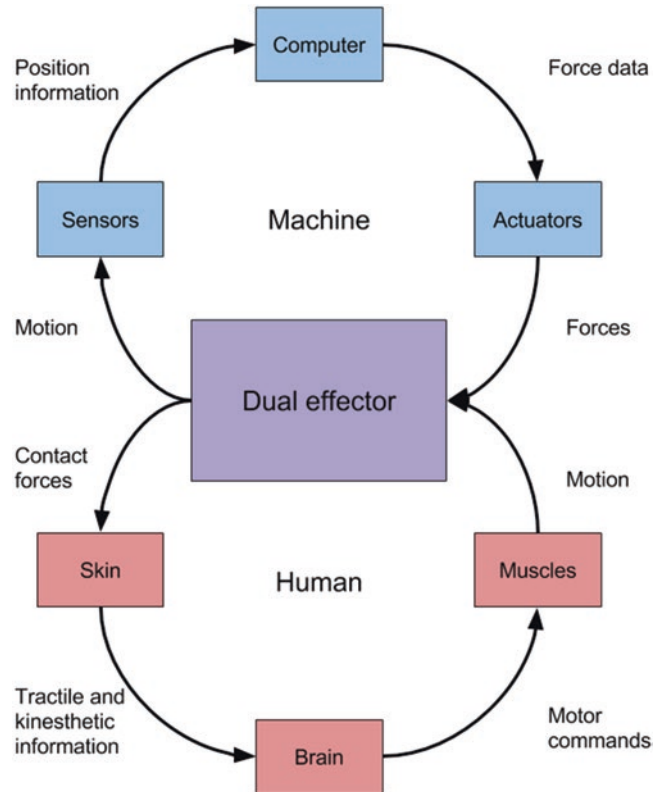 Computer
Position
information
Force data
Sensors
Machine
Actuators
Motion
Forces
Dual effector
Contact
forces
Motion
Skin
Human
Muscles
Tractile and
kinesthetic
information
Motor
commands
Brain